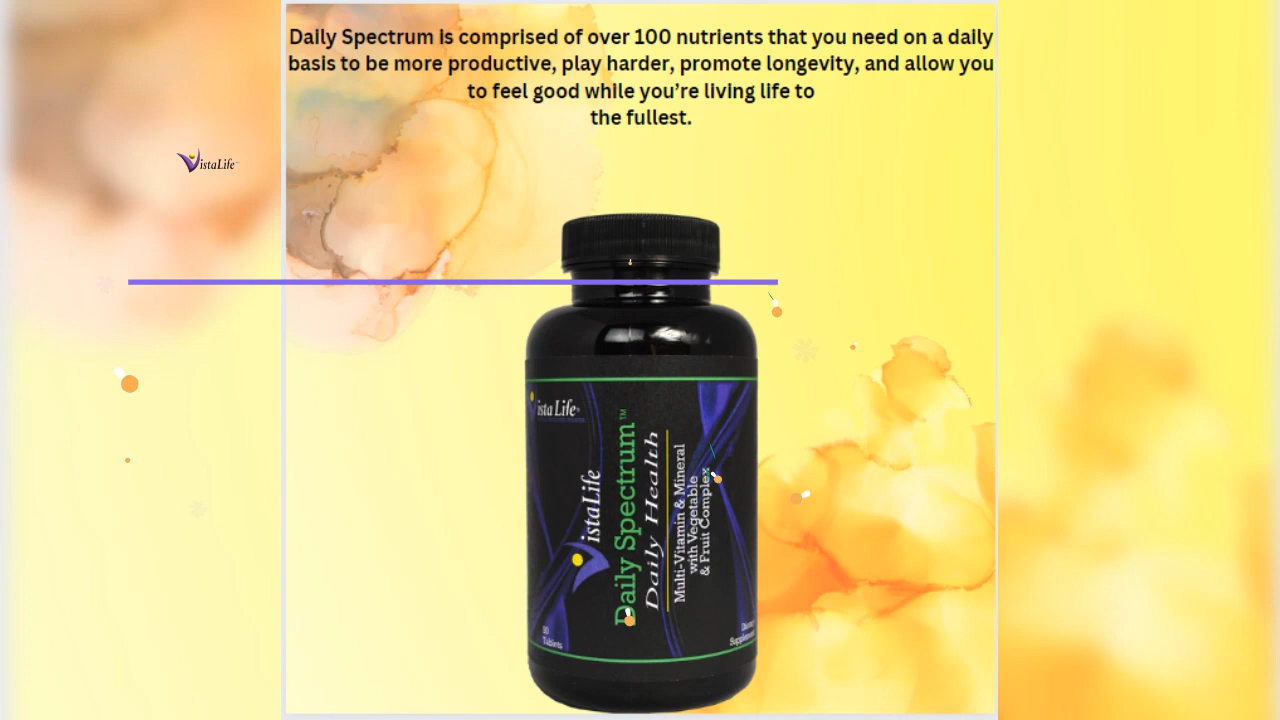 Daily Spectrum is comprised of over 100 nutrients that you need on a daily
basis to be more productive, play harder, promote longevity, and allow you
to feel good while you're living life to
the fullest.
VistaLife
Vista Life
VistaLife
Daily Spectrum™
Daily Health
Multi-Vitamin & Mineral
with Vegetable
& Fruit Complex
90
Tablets
Dietary
Supplement